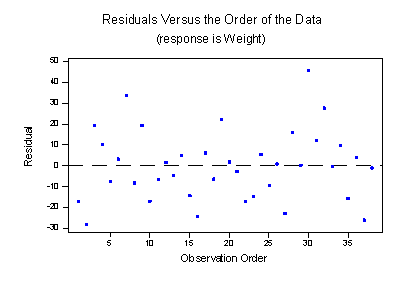 Residuals Versus the Order of the Data
(response is Weight)
50
40
30
20
10
0
-10
-20
-30
Residual
5 10 15 20 25 30 35
Observation Order